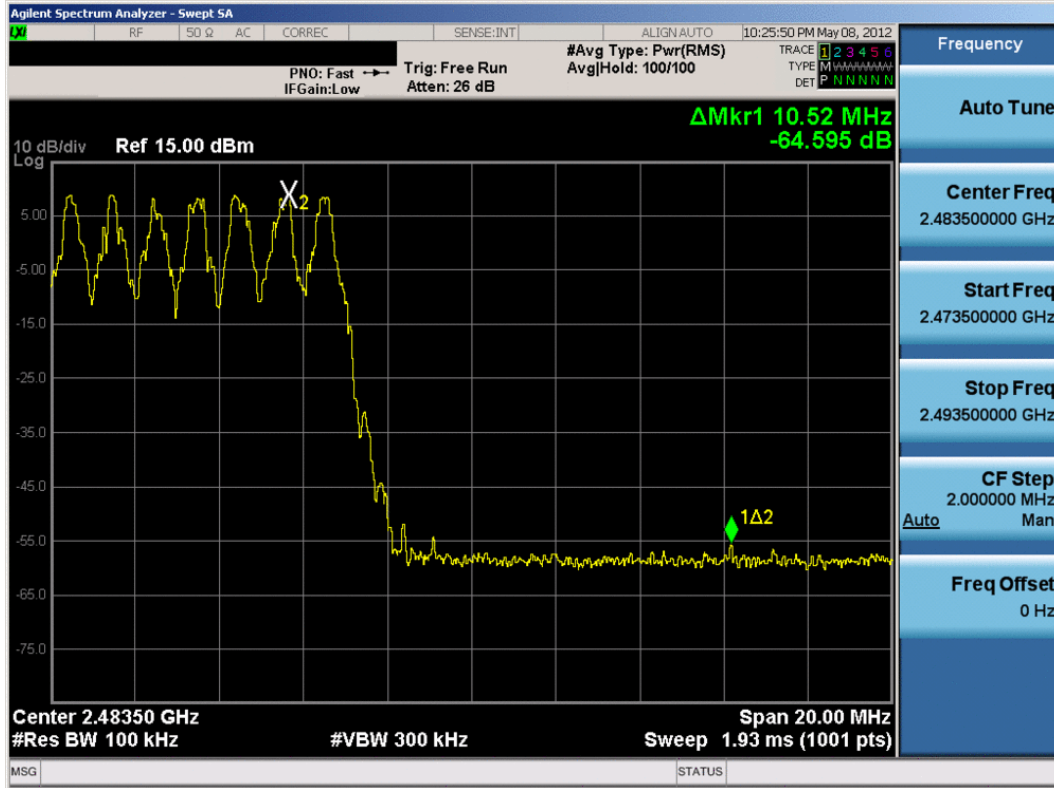 Agilent Spectrum Analyzer - Swept SA
LXI RF 50 Ω AC CORREC SENSE:INT ALIGN AUTO 10:25:50 PM May 08, 2012
PNO: Fast
IFGain:Low
Trig: Free Run
Atten: 26 dB
#Avg Type: Pwr(RMS)
Avg|Hold: 100/100
TRACE 1 2 3 4 5 6
TYPE M WWWWW
DET P N N N N N
ΔMkr1 10.52 MHz
-64.595 dB
10 dB/div Ref 15.00 dBm
Log
X2
5.00
-5.00
-15.0
-25.0
-35.0
-45.0
1Δ2
-55.0
-65.0
-75.0
Center 2.48350 GHz Span 20.00 MHz
#Res BW 100 kHz #VBW 300 kHz Sweep 1.93 ms (1001 pts)
MSG STATUS
Frequency
Auto Tune
Center Freq
2.483500000 GHz
Start Freq
2.473500000 GHz
Stop Freq
2.493500000 GHz
CF Step
2.000000 MHz
Auto Man
Freq Offset
0 Hz